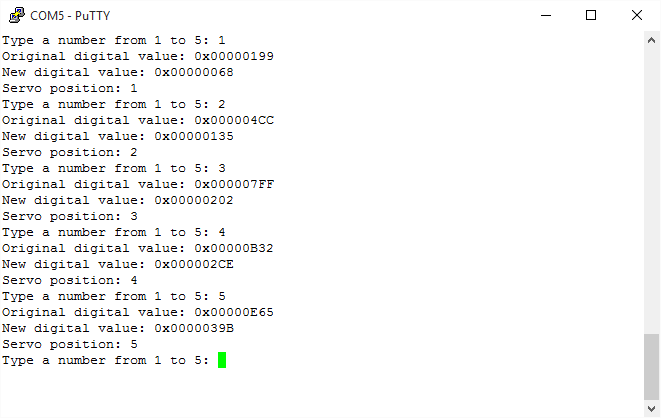 COM5 - PuTTY
Type a number from 1 to 5: 1
Original digital value: 0x00000199
New digital value: 0x00000068
Servo position: 1
Type a number from 1 to 5: 2
Original digital value: 0x000004CC
New digital value: 0x00000135
Servo position: 2
Type a number from 1 to 5: 3
Original digital value: 0x000007FF
New digital value: 0x00000202
Servo position: 3
Type a number from 1 to 5: 4
Original digital value: 0x00000B32
New digital value: 0x000002CE
Servo position: 4
Type a number from 1 to 5: 5
Original digital value: 0x00000E65
New digital value: 0x0000039B
Servo position: 5
Type a number from 1 to 5: